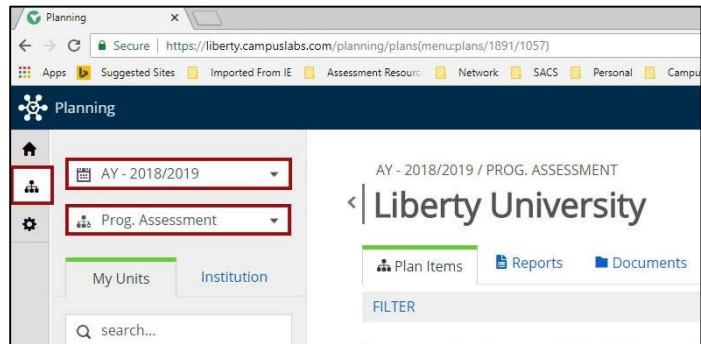 Planning
Secure | https://liberty.campuslabs.com/planning/plans(menu:plans/1891/1057)
Apps Suggested Sites Imported From IE Assessment Resourc Network SACS Personal Campu
Planning
AY - 2018/2019
Prog. Assessment
My Units Institution
search...
AY - 2018/2019 / PROG. ASSESSMENT
Liberty University
Plan Items Reports Documents
FILTER